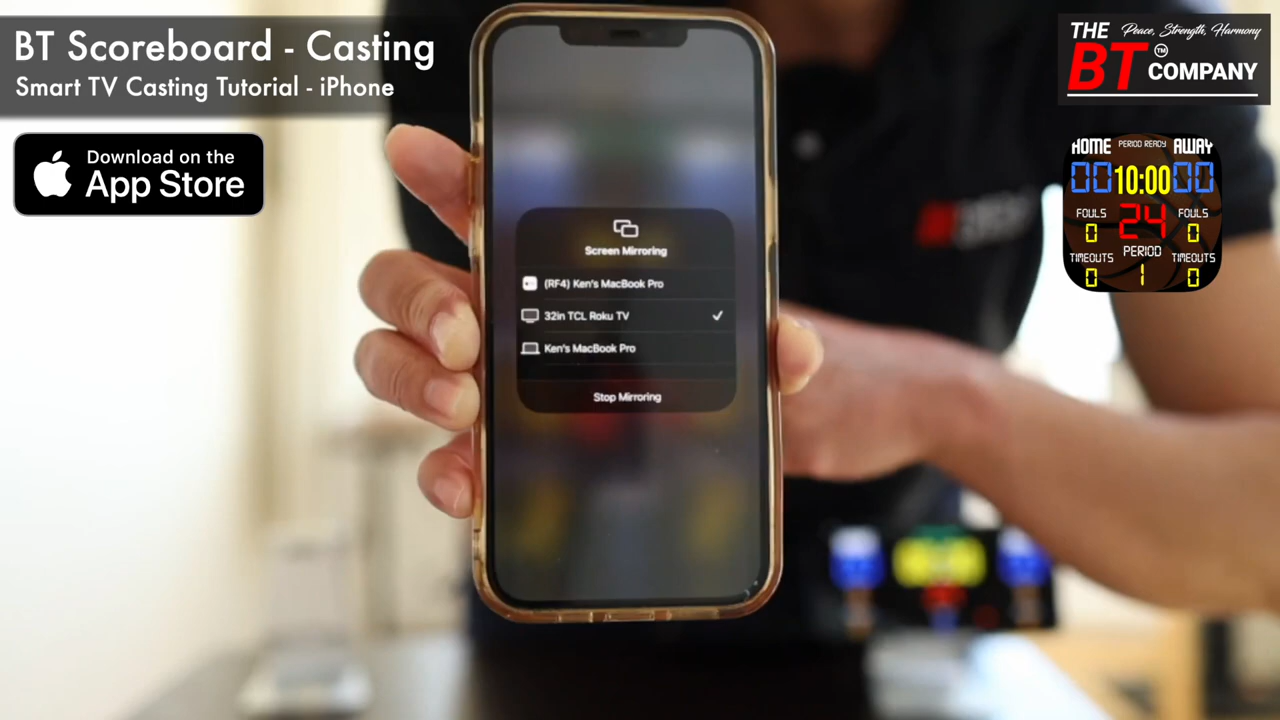 BT Scoreboard - Casting
Smart TV Casting Tutorial - iPhone
Download on the
App Store
THE
Peace, Strength, Harmony
BT
TM
COMPANY
HOME
PERIOD READY
AWAY
00
10:00
00
FOULS
24
FOULS
0
0
TIMEOUTS
PERIOD
TIMEOUTS
0
1
0
Screen Mirroring
(RF4) Ken's MacBook Pro
32in TCL Roku TV
Ken's MacBook Pro
Stop Mirroring